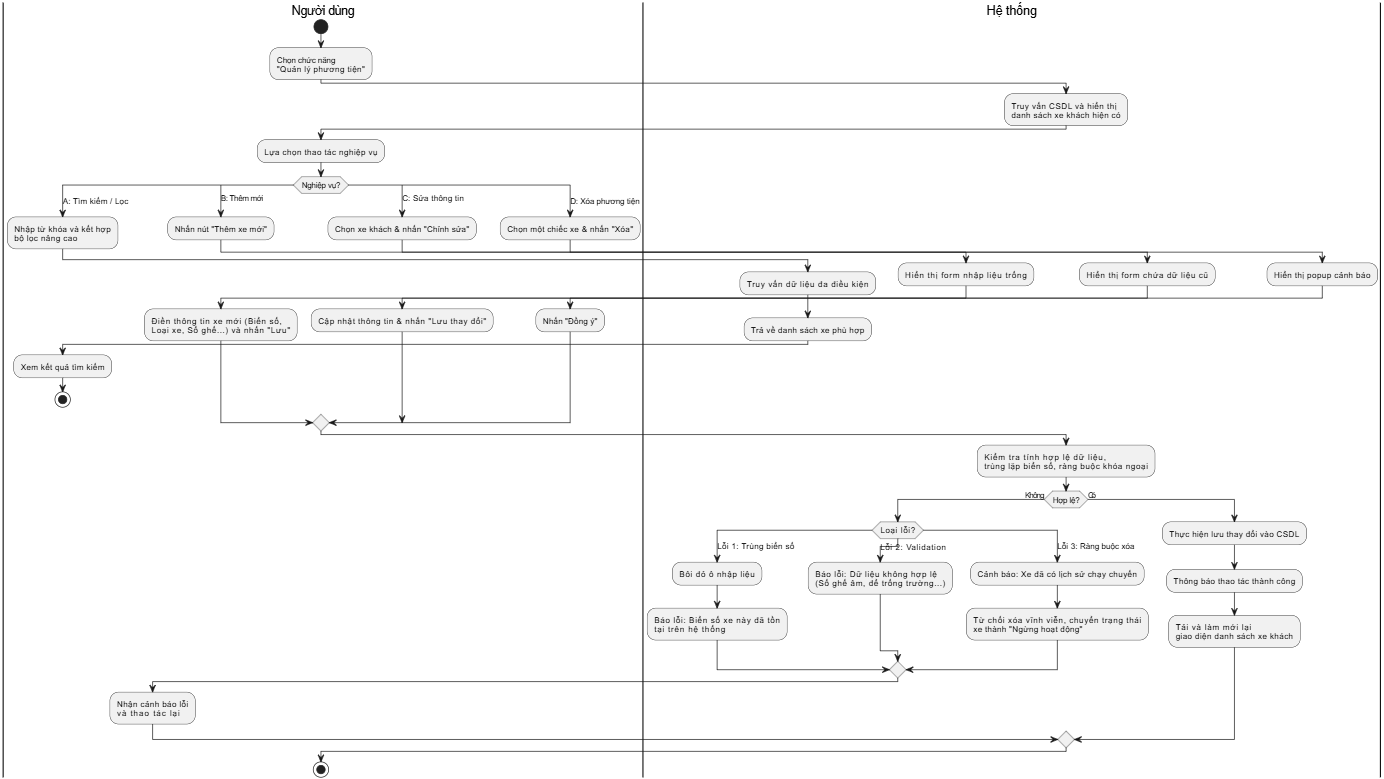 Người dùng
Hệ thống
Chọn chức năng
"Quản lý phương tiện"
Truy vấn CSDL và hiển thị
danh sách xe khách hiện có
Lựa chọn thao tác nghiệp vụ
Nghiệp vụ?
A: Tìm kiếm / Lọc
B: Thêm mới
C: Sửa thông tin
D: Xóa phương tiện
Nhập từ khóa và kết hợp
bộ lọc nâng cao
Nhấn nút "Thêm xe mới"
Chọn xe khách & nhấn "Chỉnh sửa"
Chọn một chiếc xe & nhấn "Xóa"
Truy vấn dữ liệu đa điều kiện
Hiển thị form nhập liệu trống
Hiển thị form chứa dữ liệu cũ
Hiển thị popup cảnh báo
Điền thông tin xe mới (Biển số,
Loại xe, Số ghế...) và nhấn "Lưu"
Cập nhật thông tin & nhấn "Lưu thay đổi"
Nhấn "Đồng ý"
Trả về danh sách xe phù hợp
Xem kết quả tìm kiếm
Kiểm tra tính hợp lệ dữ liệu,
trùng lặp biển số, ràng buộc khóa ngoại
Không
Hợp lệ?
Có
Loại lỗi?
Thực hiện lưu thay đổi vào CSDL
Lỗi 1: Trùng biển số
Lỗi 2: Validation
Lỗi 3: Ràng buộc xóa
Bôi đỏ ô nhập liệu
Báo lỗi: Dữ liệu không hợp lệ
(Số ghế âm, để trống trường...)
Cảnh báo: Xe đã có lịch sử chạy chuyến
Thông báo thao tác thành công
Báo lỗi: Biển số xe này đã tồn
tại trên hệ thống
Từ chối xóa vĩnh viễn, chuyển trạng thái
xe thành "Ngừng hoạt động"
Tải và làm mới lại
giao diện danh sách xe khách
Nhận cảnh báo lỗi
và thao tác lại